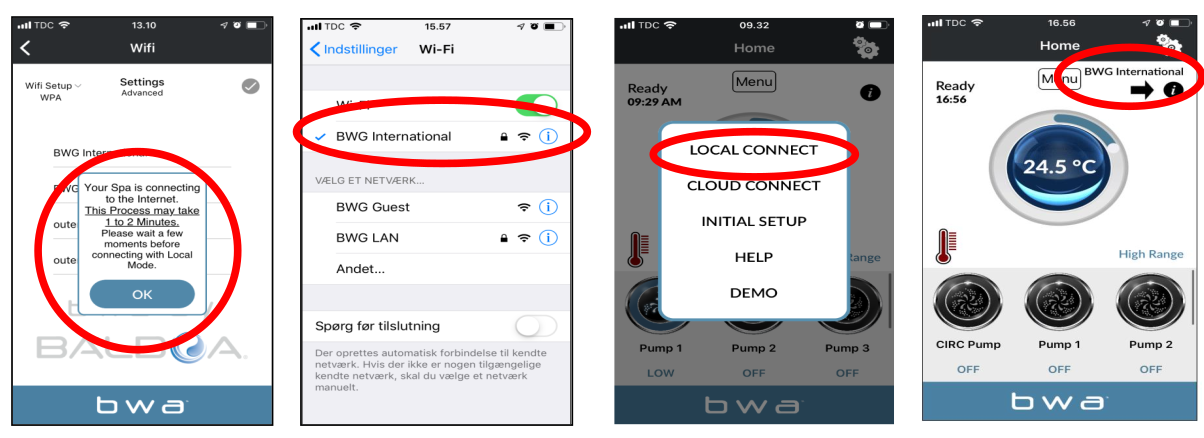 TDC 13.10
Wifi
Wifi Setup
WPA
Settings
Advanced
BWG International
Your Spa is connecting
to the Internet.
This Process may take
1 to 2 Minutes.
Please wait a few
moments before
connecting with Local
Mode.
OK
BALBOA
bwa
TDC 15.57
Indstillinger Wi-Fi
Wi-Fi
BWG International
VÆLG ET NETVÆRK...
BWG Guest
BWG LAN
Andet...
Spørg før tilslutning
Der oprettes automatisk forbindelse til kendte
netværk. Hvis der ikke er nogen tilgængelige
kendte netværk, skal du vælge et netværk
manuelt.
TDC 09.32
Home
Ready
09:29 AM
Menu
LOCAL CONNECT
CLOUD CONNECT
INITIAL SETUP
HELP
DEMO
Range
Pump 1 Pump 2 Pump 3
LOW OFF OFF
bwa
TDC 16.56
Home
Ready
16:56
Menu
BWG International
24.5 °C
High Range
CIRC Pump Pump 1 Pump 2
OFF OFF OFF
bwa